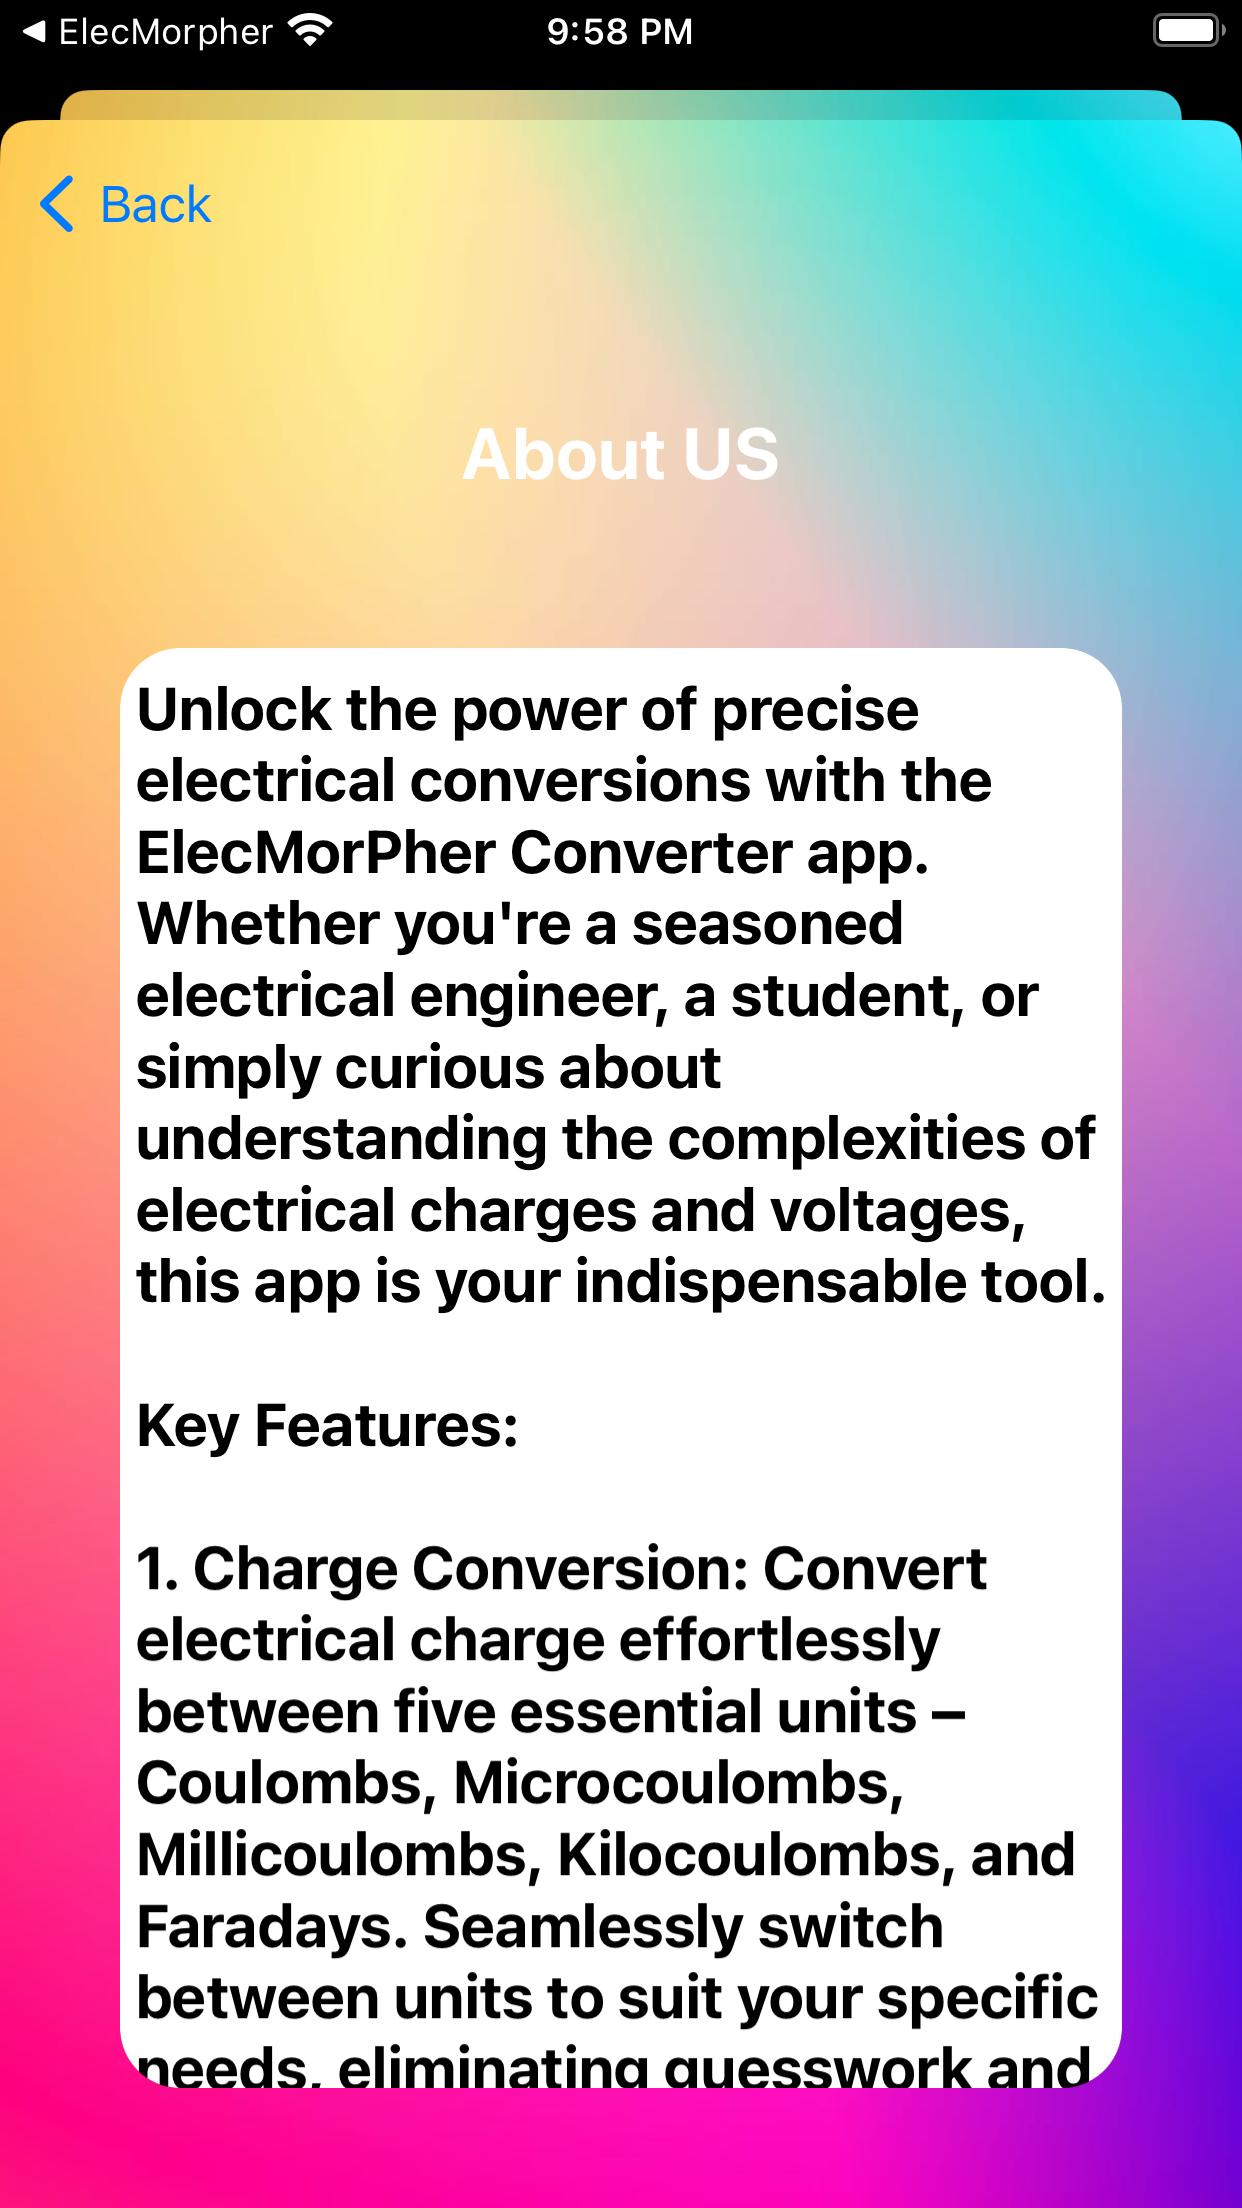 ElecMorpher
9:58 PM
Back
About US
Unlock the power of precise
electrical conversions with the
ElecMorPher Converter app.
Whether you're a seasoned
electrical engineer, a student, or
simply curious about
understanding the complexities of
electrical charges and voltages,
this app is your indispensable tool.
Key Features:
1. Charge Conversion: Convert
electrical charge effortlessly
between five essential units –
Coulombs, Microcoulombs,
Millicoulombs, Kilocoulombs, and
Faradays. Seamlessly switch
between units to suit your specific
needs, eliminating guesswork and